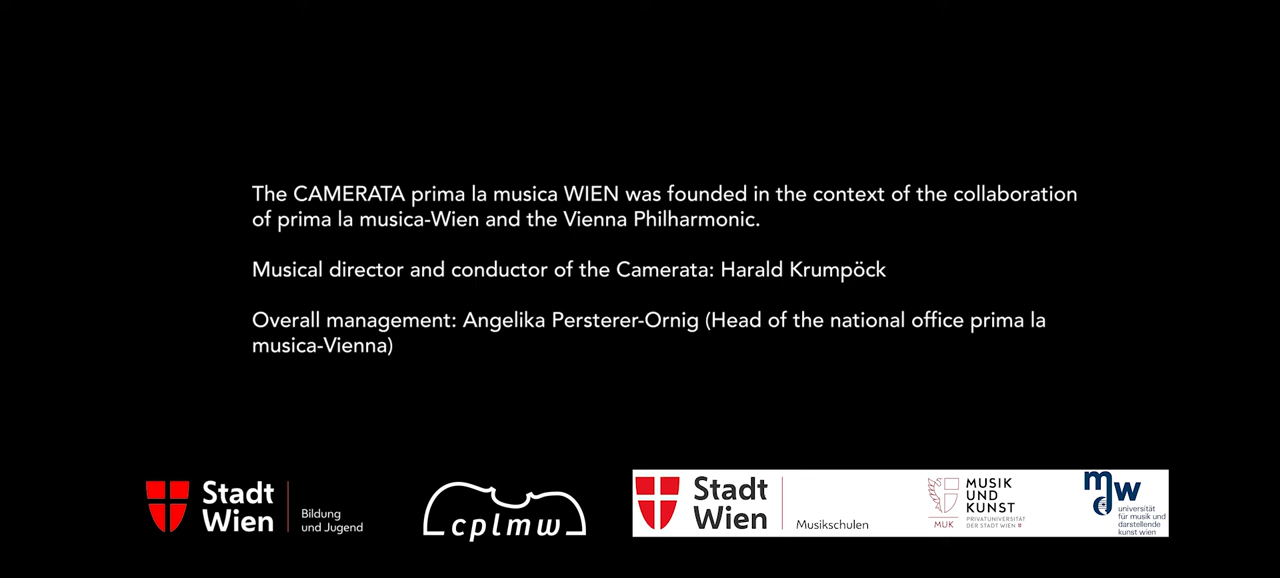 The CAMERATA prima la musica WIEN was founded in the context of the collaboration
of prima la musica-Wien and the Vienna Philharmonic.
Musical director and conductor of the Camerata: Harald Krumpöck
Overall management: Angelika Persterer-Ornig (Head of the national office prima la
musica-Vienna)
Stadt
Wien
Bildung
und Jugend
cplmw
Stadt
Wien
Musikschulen
MUSIK
UND
KUNST
MUK
PRIVATUNIVERSITÄT
DER STADT WIEN
mdw
universität
für musik und
darstellende
kunst wien